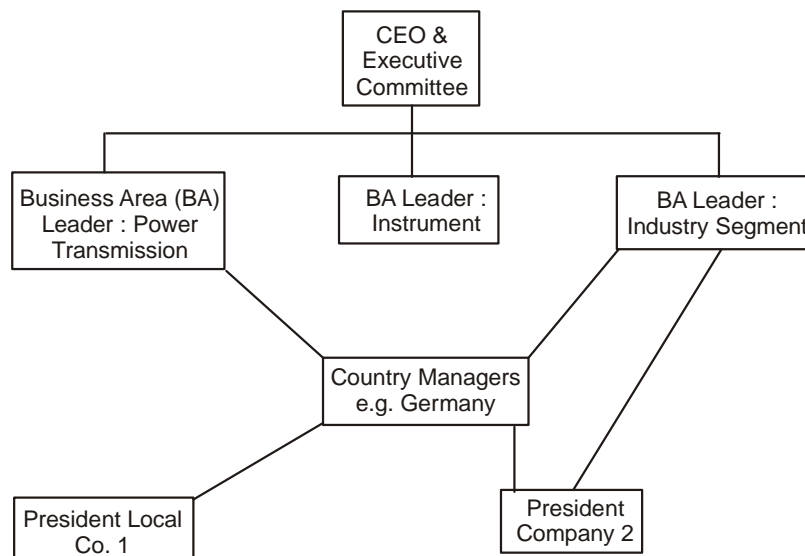 CEO &
Executive
Committee
Business Area (BA)
Leader : Power
Transmission
BA Leader :
Instrument
BA Leader :
Industry Segment
Country Managers
e.g. Germany
President Local
Co. 1
President
Company 2